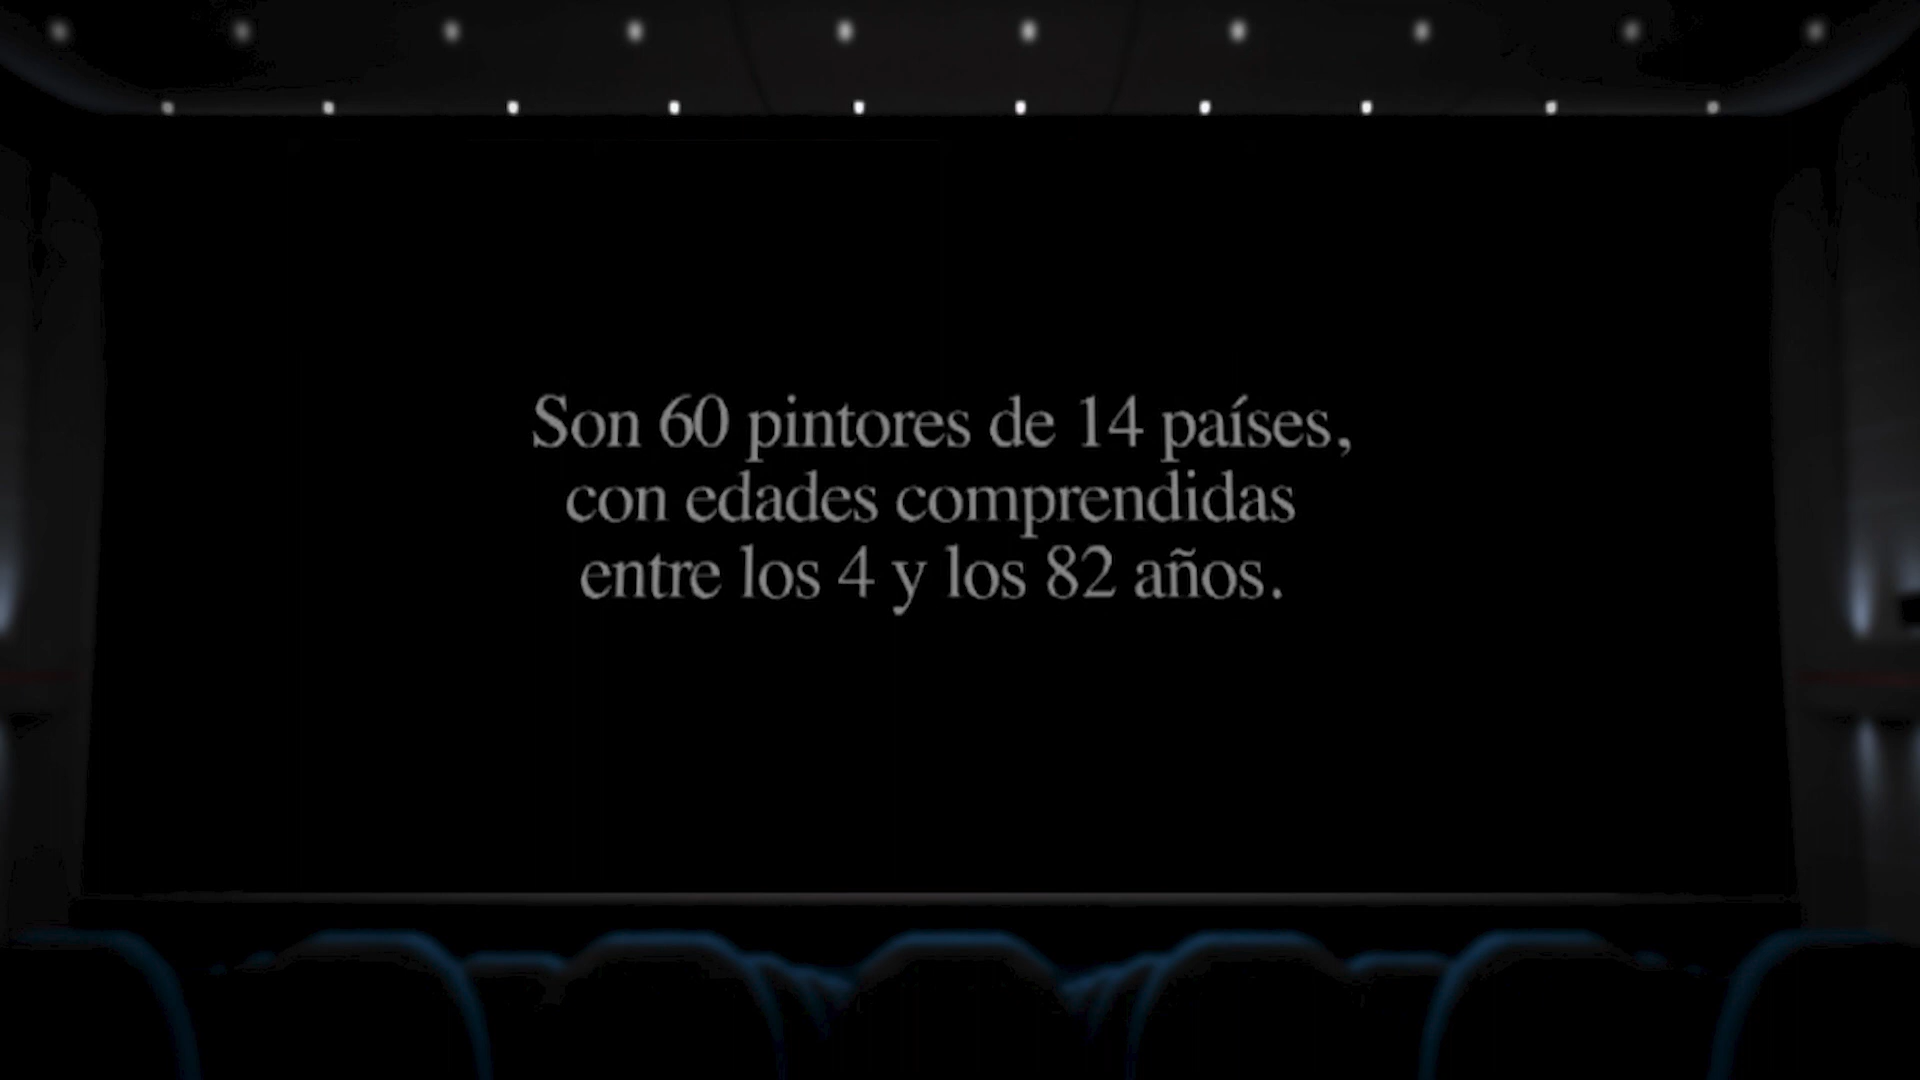 Son 60 pintores de 14 países,
con edades comprendidas
entre los 4 y los 82 años.